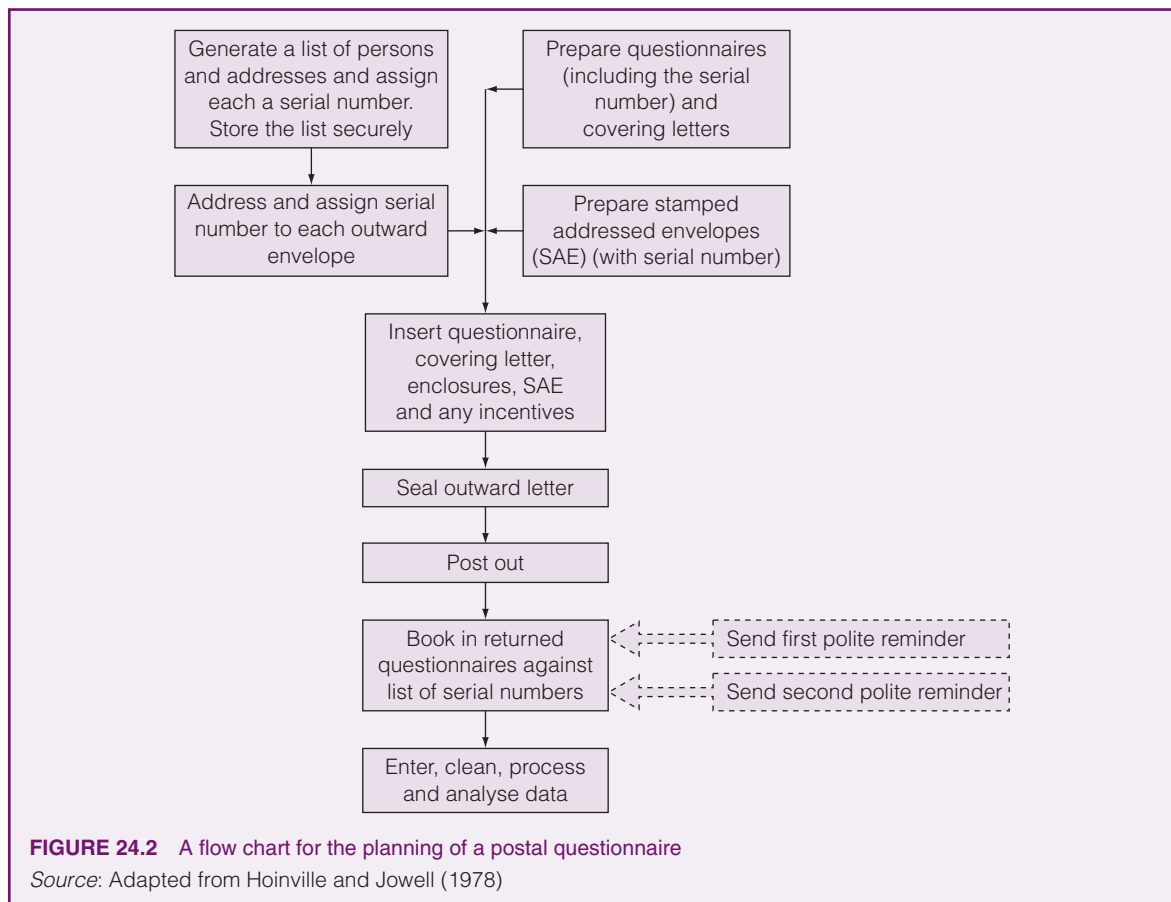 Generate a list of persons
and addresses and assign
each a serial number.
Store the list securely
Prepare questionnaires
(including the serial
number) and
covering letters
Address and assign serial
number to each outward
envelope
Prepare stamped
addressed envelopes
(SAE) (with serial number)
Insert questionnaire,
covering letter,
enclosures, SAE
and any incentives
Seal outward letter
Post out
Book in returned
questionnaires against
list of serial numbers
Send first polite reminder
Send second polite reminder
Enter, clean, process
and analyse data
FIGURE 24.2 A flow chart for the planning of a postal questionnaire
Source: Adapted from Hoinville and Jowell (1978)